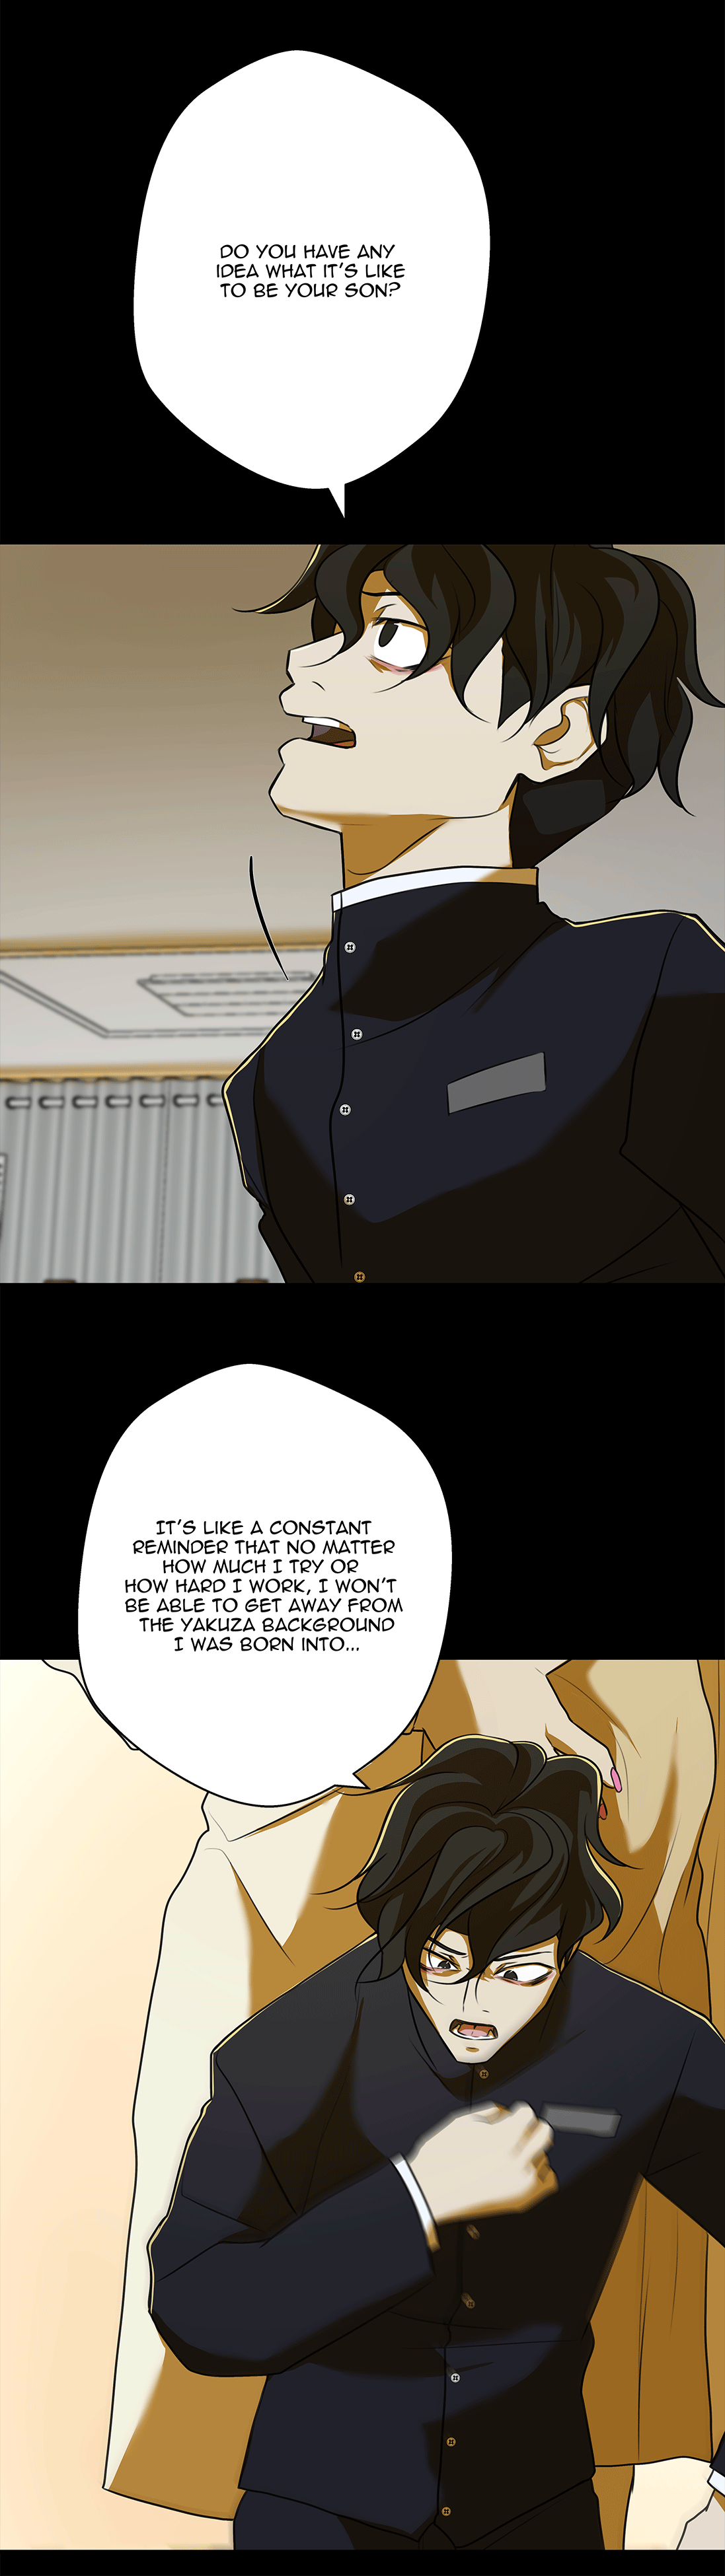 DO YOU HAVE ANY
IDEA WHAT IT'S LIKE
TO BE YOUR SON?
IT'S LIKE A CONSTANT
REMINDER THAT NO MATTER
HOW MUCH I TRY OR
HOW HARD I WORK, I WON'T
BE ABLE TO GET AWAY FROM
THE YAKUZA BACKGROUND
I WAS BORN INTO...